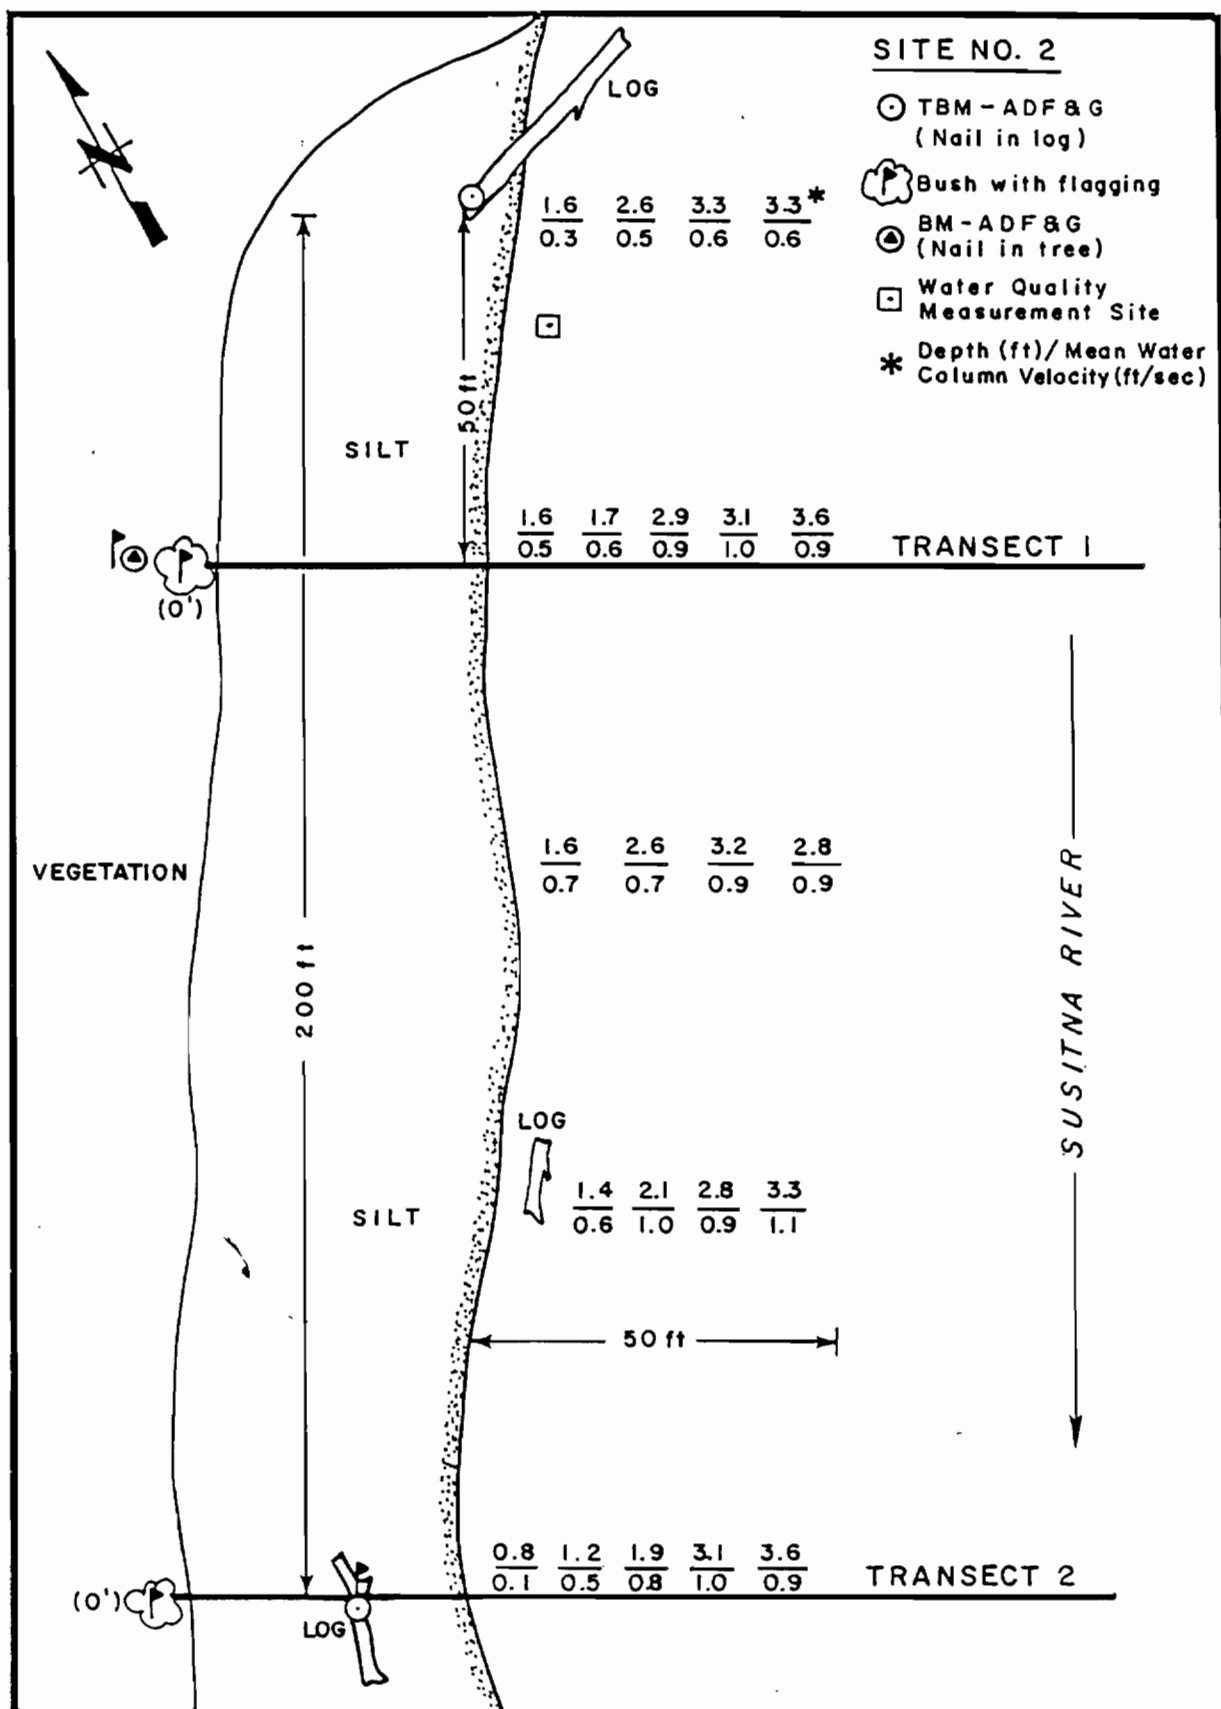 SITE NO. 2
TBM - ADF & G
(Nail in log)
Bush with flagging
BM - ADF & G
(Nail in tree)
Water Quality
Measurement Site
* Depth (ft) / Mean Water
Column Velocity (ft/sec)
LOG
1.6 2.6 3.3 3.3*
0.3 0.5 0.6 0.6
50 ft
SILT
1.6 1.7 2.9 3.1 3.6
0.5 0.6 0.9 1.0 0.9
TRANSECT 1
(0')
VEGETATION
1.6 2.6 3.2 2.8
0.7 0.7 0.9 0.9
200 ft
SUSITNA RIVER
LOG
1.4 2.1 2.8 3.3
0.6 1.0 0.9 1.1
SILT
50 ft
0.8 1.2 1.9 3.1 3.6
0.1 0.5 0.8 1.0 0.9
TRANSECT 2
(0')
LOG